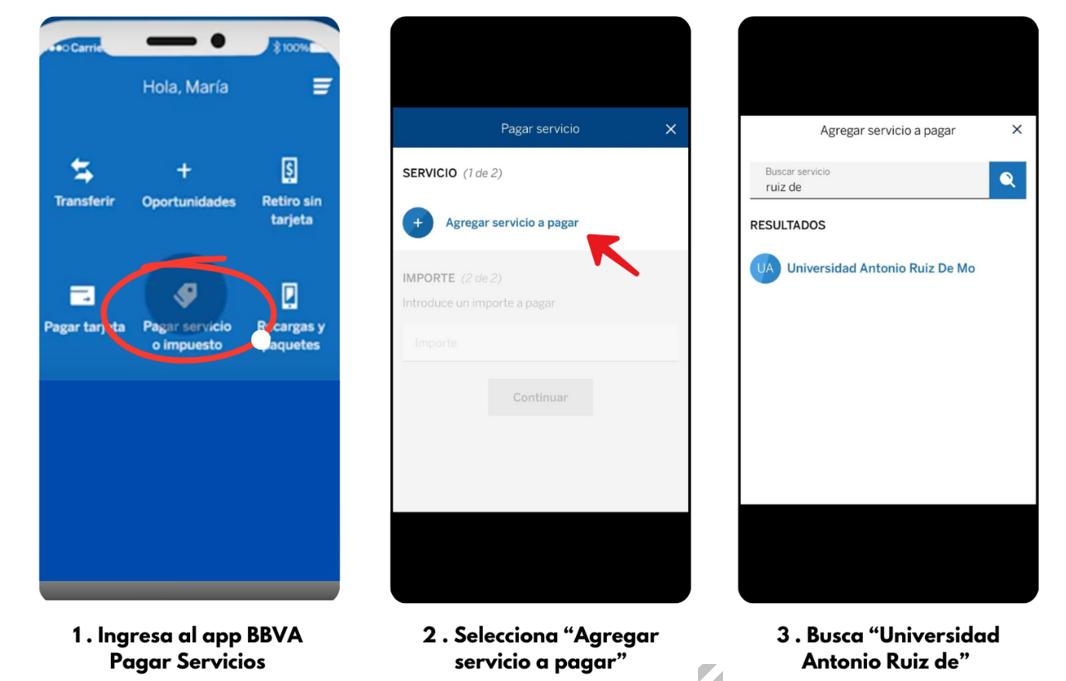 Carrie
100%
Hola, María
Transferir
Oportunidades
Retiro sin
tarjeta
Pagar tarjeta
Pagar servicio
o impuesto
Recargas y
paquetes
1 . Ingresa al app BBVA
Pagar Servicios
Pagar servicio
SERVICIO (1 de 2)
Agregar servicio a pagar
IMPORTE (2 de 2)
Introduce un importe a pagar
Importe
Continuar
2 . Selecciona “Agregar
servicio a pagar”
Agregar servicio a pagar
Buscar servicio
ruiz de
RESULTADOS
UA Universidad Antonio Ruiz De Mo
3 . Busca “Universidad
Antonio Ruiz de”